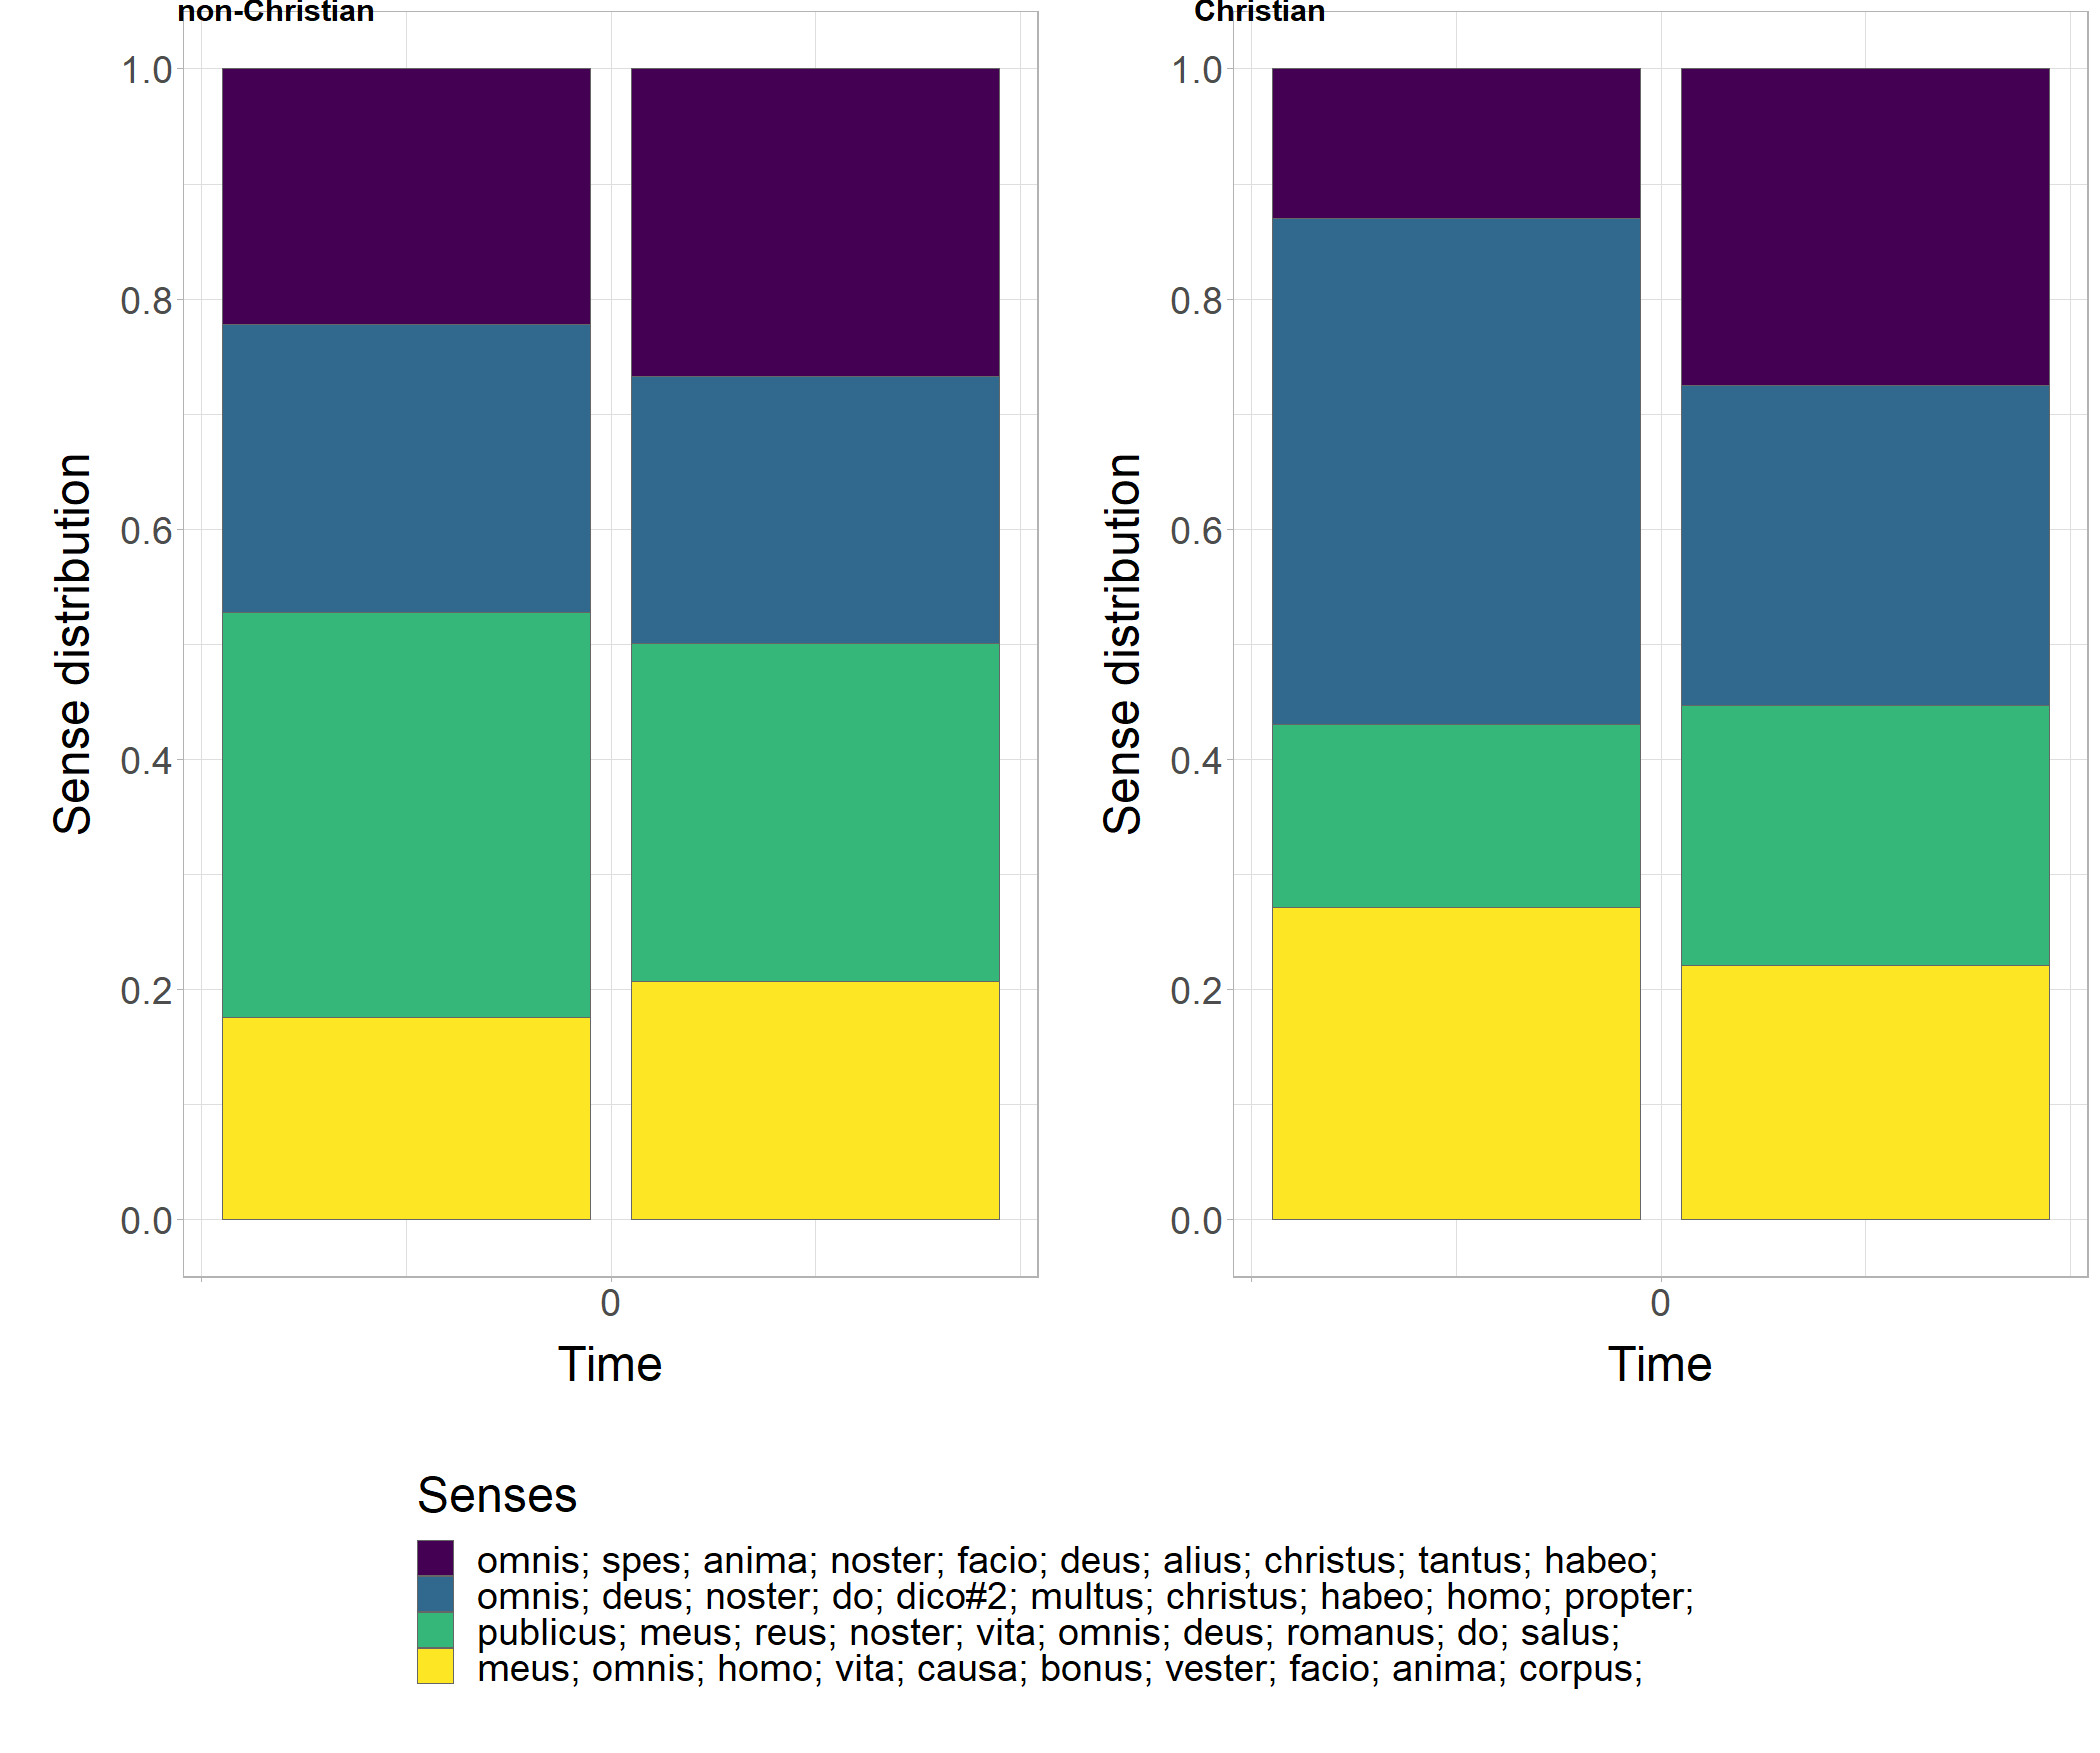 non-Christian
1.0
0.8
0.6
0.4
0.2
0.0
Sense distribution
0
Time
Christian
1.0
0.8
0.6
0.4
0.2
0.0
Sense distribution
0
Time
Senses
omnis; spes; anima; noster; facio; deus; alius; christus; tantus; habeo;
omnis; deus; noster; do; dico#2; multus; christus; habeo; homo; propter;
publicus; meus; reus; noster; vita; omnis; deus; romanus; do; salus;
meus; omnis; homo; vita; causa; bonus; vester; facio; anima; corpus;